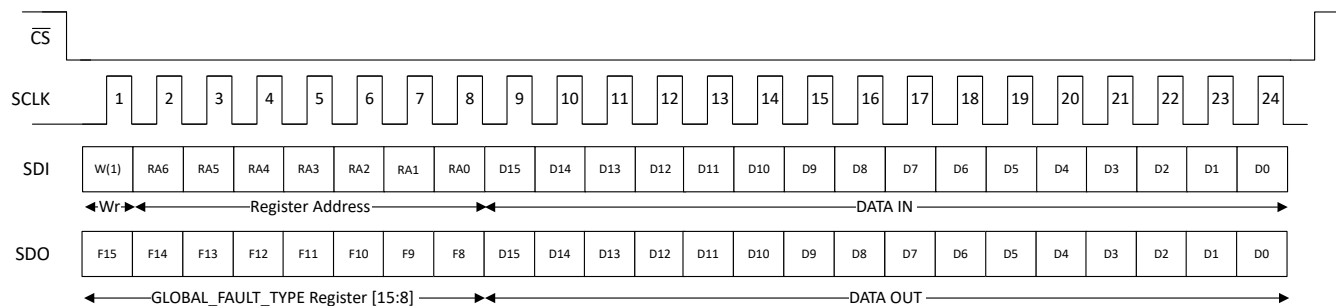 CS
SCLK 1 2 3 4 5 6 7 8 9 10 11 12 13 14 15 16 17 18 19 20 21 22 23 24
SDI W(1) RA6 RA5 RA4 RA3 RA2 RA1 RA0 D15 D14 D13 D12 D11 D10 D9 D8 D7 D6 D5 D4 D3 D2 D1 D0
Wr Register Address DATA IN
SDO F15 F14 F13 F12 F11 F10 F9 F8 D15 D14 D13 D12 D11 D10 D9 D8 D7 D6 D5 D4 D3 D2 D1 D0
GLOBAL_FAULT_TYPE Register [15:8] DATA OUT